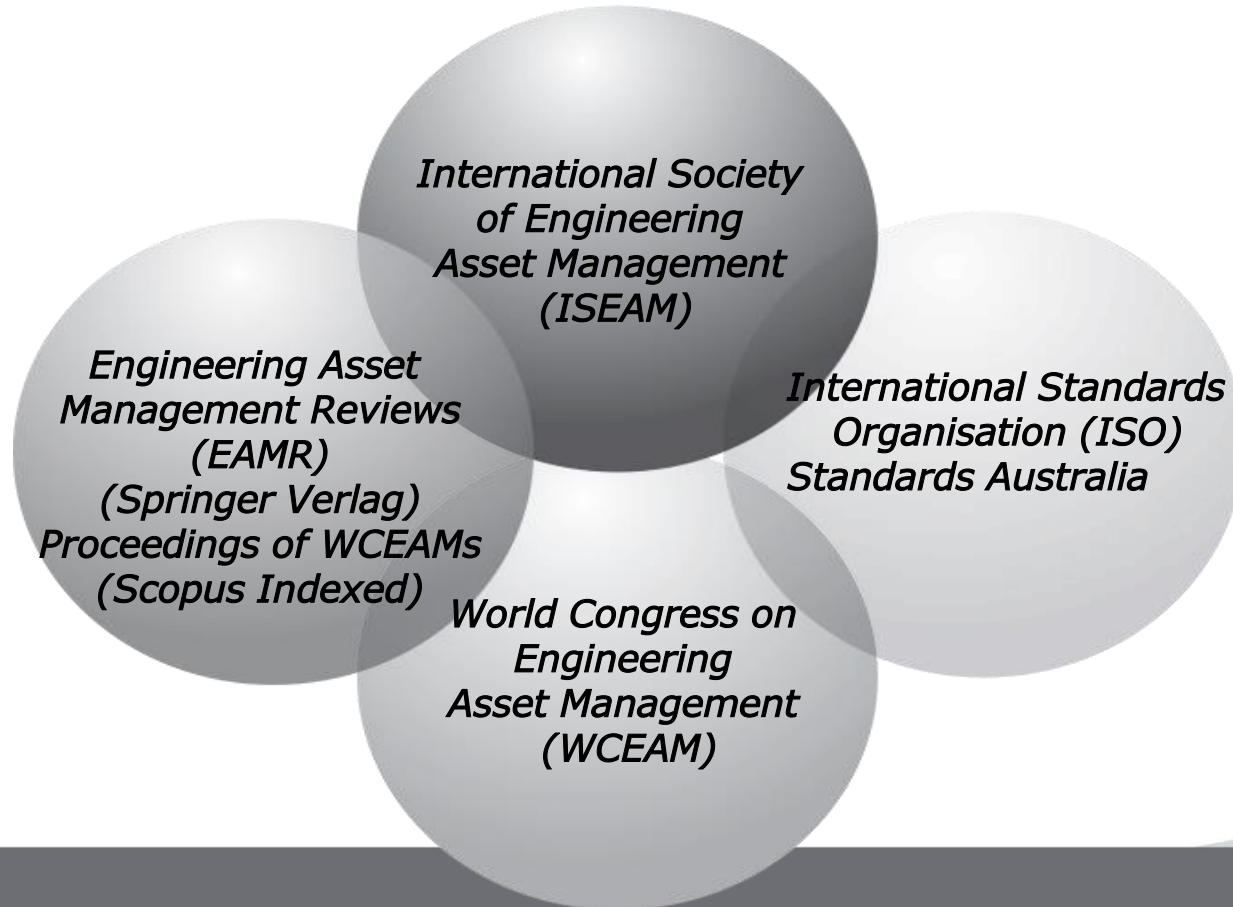 International Society
of Engineering
Asset Management
(ISEAM)
Engineering Asset
Management Reviews
(EAMR)
(Springer Verlag)
Proceedings of WCEAMs
(Scopus Indexed)
International Standards
Organisation (ISO)
Standards Australia
World Congress on
Engineering
Asset Management
(WCEAM)